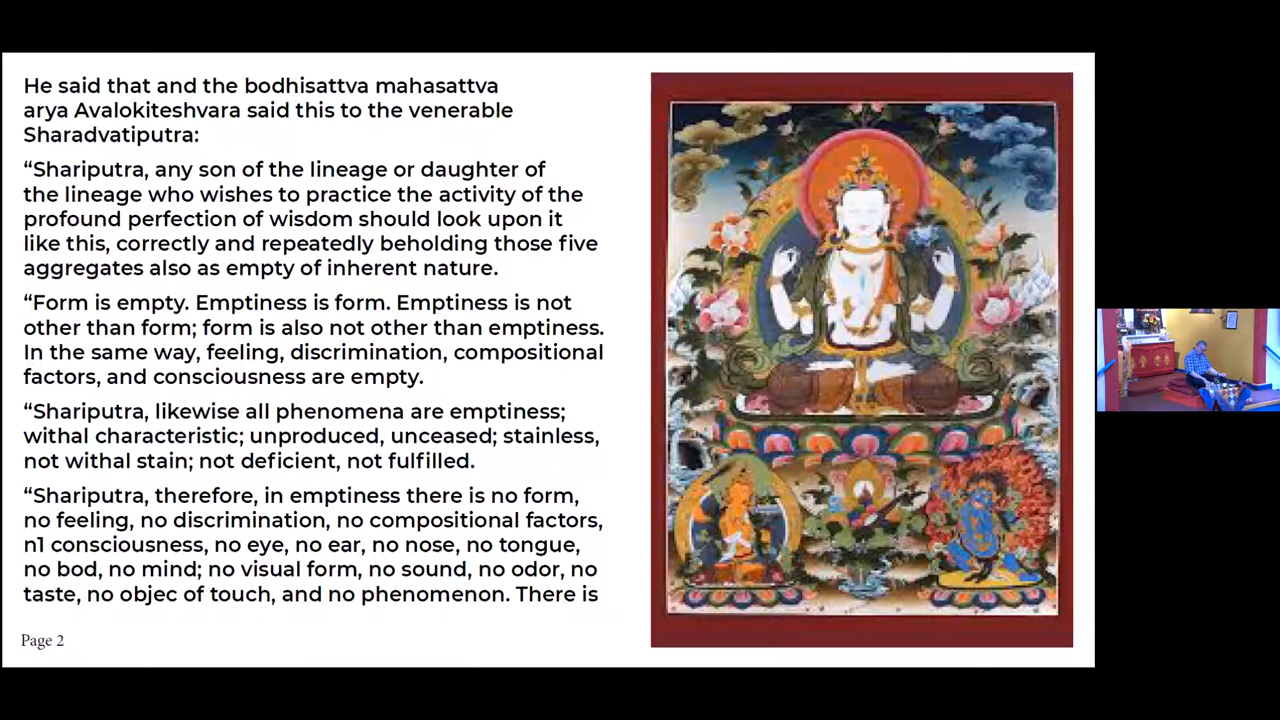 He said that and the bodhisattva mahasattva
arya Avalokiteshvara said this to the venerable
Sharadvatiputra:
“Shariputra, any son of the lineage or daughter of
the lineage who wishes to practice the activity of the
profound perfection of wisdom should look upon it
like this, correctly and repeatedly beholding those five
aggregates also as empty of inherent nature.
“Form is empty. Emptiness is form. Emptiness is not
other than form; form is also not other than emptiness.
In the same way, feeling, discrimination, compositional
factors, and consciousness are empty.
“Shariputra, likewise all phenomena are emptiness;
withal characteristic; unproduced, unceased; stainless,
not withal stain; not deficient, not fulfilled.
“Shariputra, therefore, in emptiness there is no form,
no feeling, no discrimination, no compositional factors,
n1 consciousness, no eye, no ear, no nose, no tongue,
no bod, no mind; no visual form, no sound, no odor, no
taste, no objec of touch, and no phenomenon. There is
Page 2